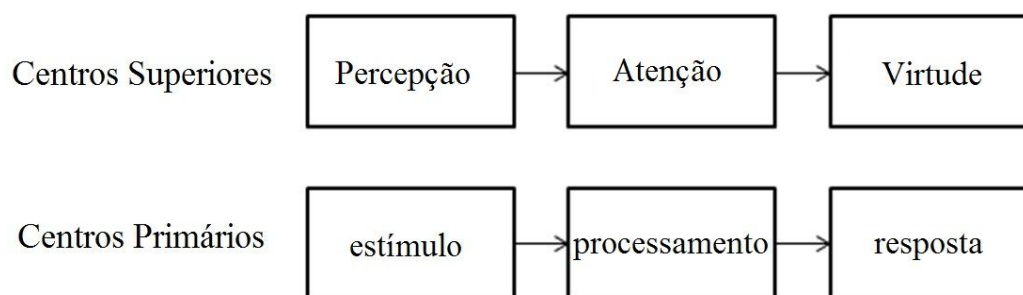 Centros Superiores
Percepção
Atenção
Virtude
Centros Primários
estímulo
processamento
resposta